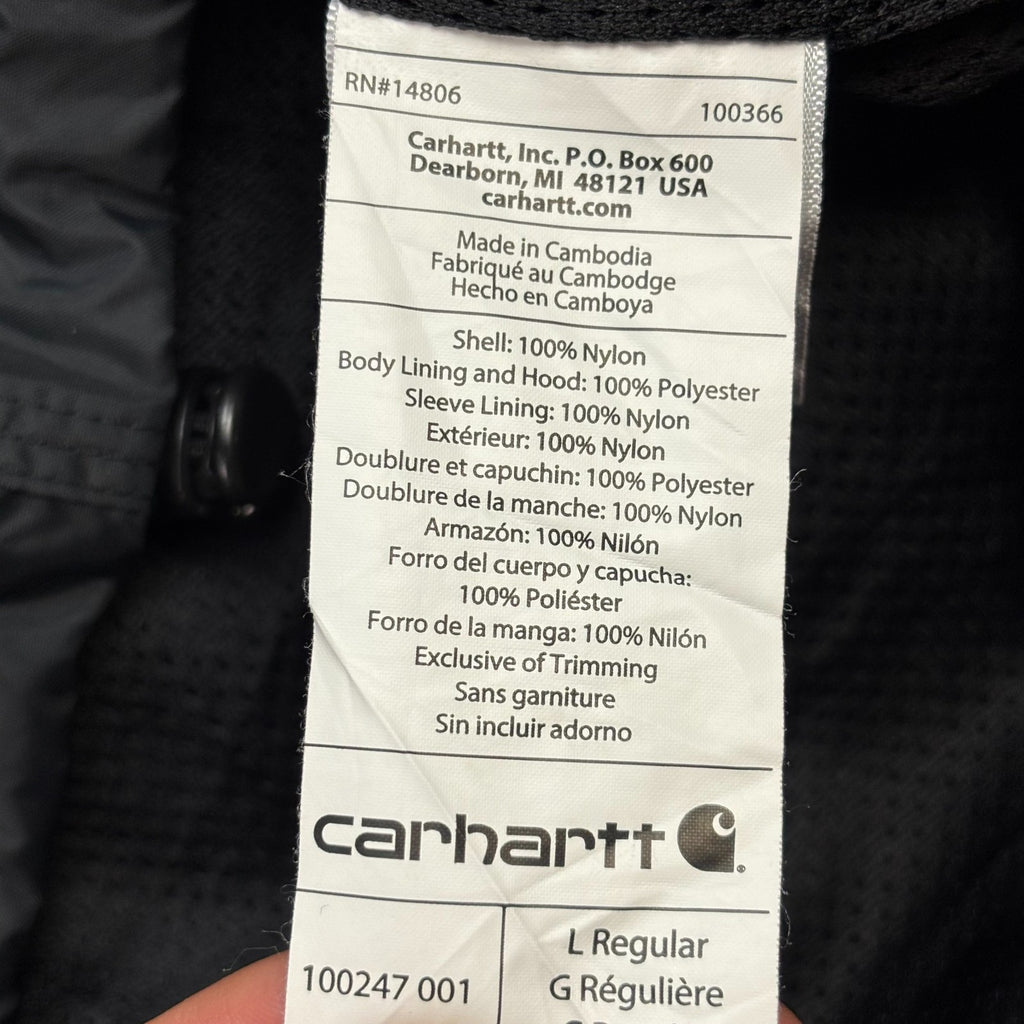 RN#14806
100366
Carhartt, Inc. P.O. Box 600
Dearborn, MI 48121 USA
carhartt.com
Made in Cambodia
Fabriqué au Cambodge
Hecho en Camboya
Shell: 100% Nylon
Body Lining and Hood: 100% Polyester
Sleeve Lining: 100% Nylon
Extérieur: 100% Nylon
Doublure et capuchin: 100% Polyester
Doublure de la manche: 100% Nylon
Armazón: 100% Nilón
Forro del cuerpo y capucha:
100% Poliéster
Forro de la manga: 100% Nilón
Exclusive of Trimming
Sans garniture
Sin incluir adorno
carhartt
100247 001
L Regular
G Régulière